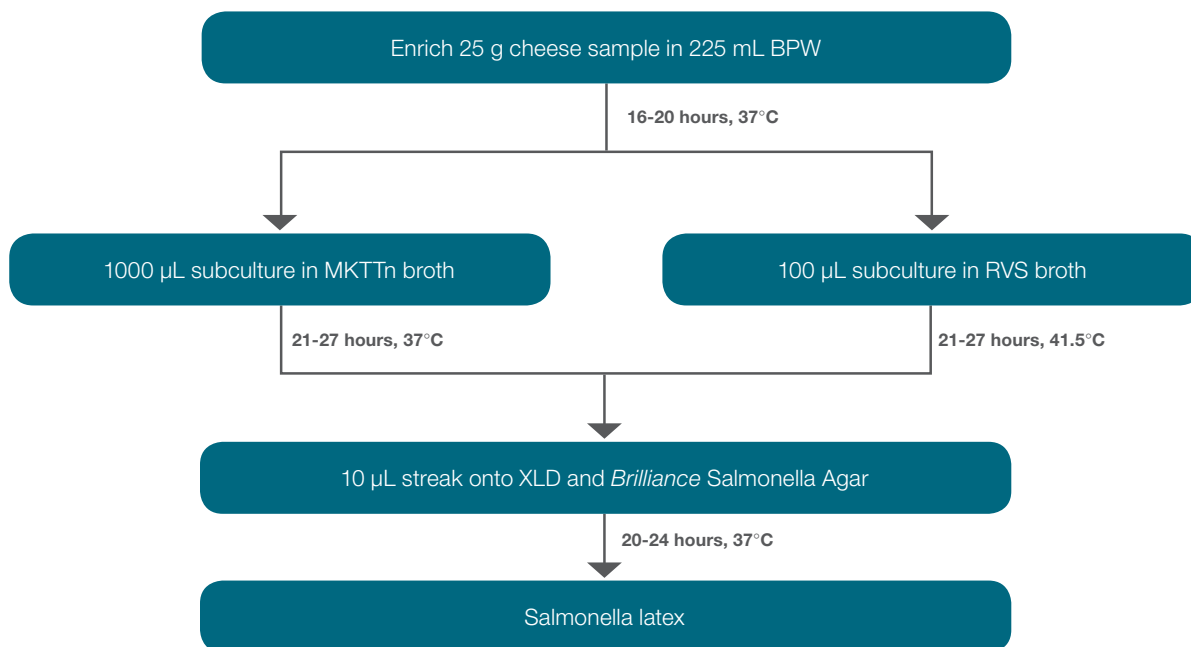 Enrich 25 g cheese sample in 225 mL BPW
16-20 hours, 37°C
1000 µL subculture in MKTTn broth
100 µL subculture in RVS broth
21-27 hours, 37°C
21-27 hours, 41.5°C
10 µL streak onto XLD and Brilliance Salmonella Agar
20-24 hours, 37°C
Salmonella latex